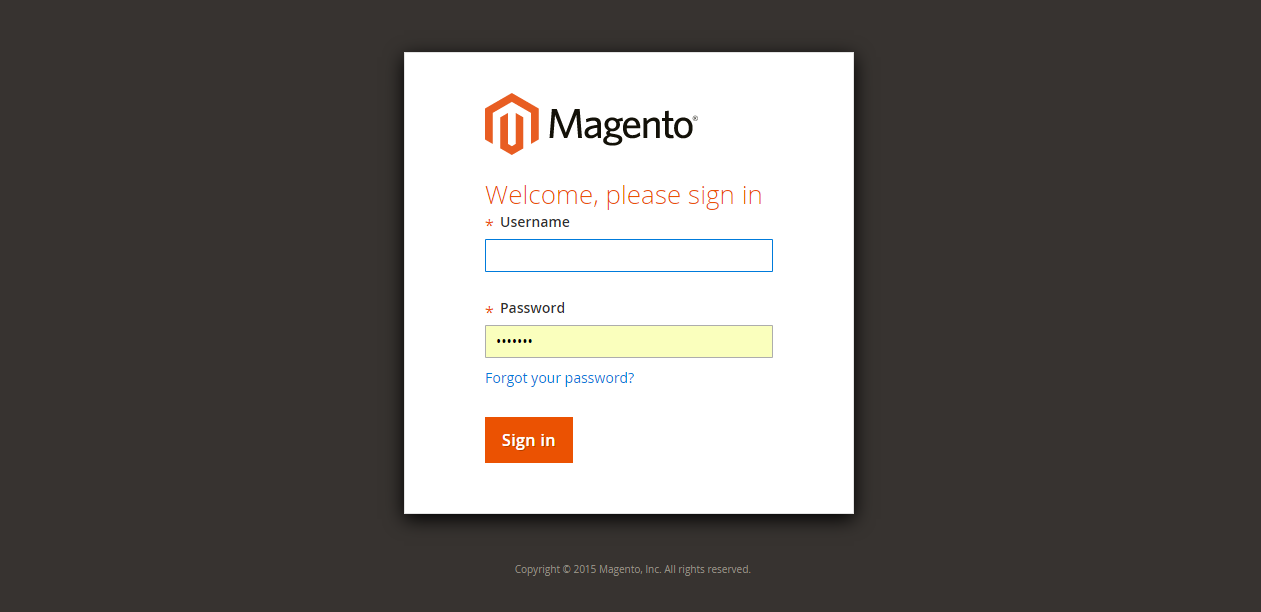 Magento®
Welcome, please sign in
* Username
* Password
•••••••
Forgot your password?
Sign in
Copyright © 2015 Magento, Inc. All rights reserved.